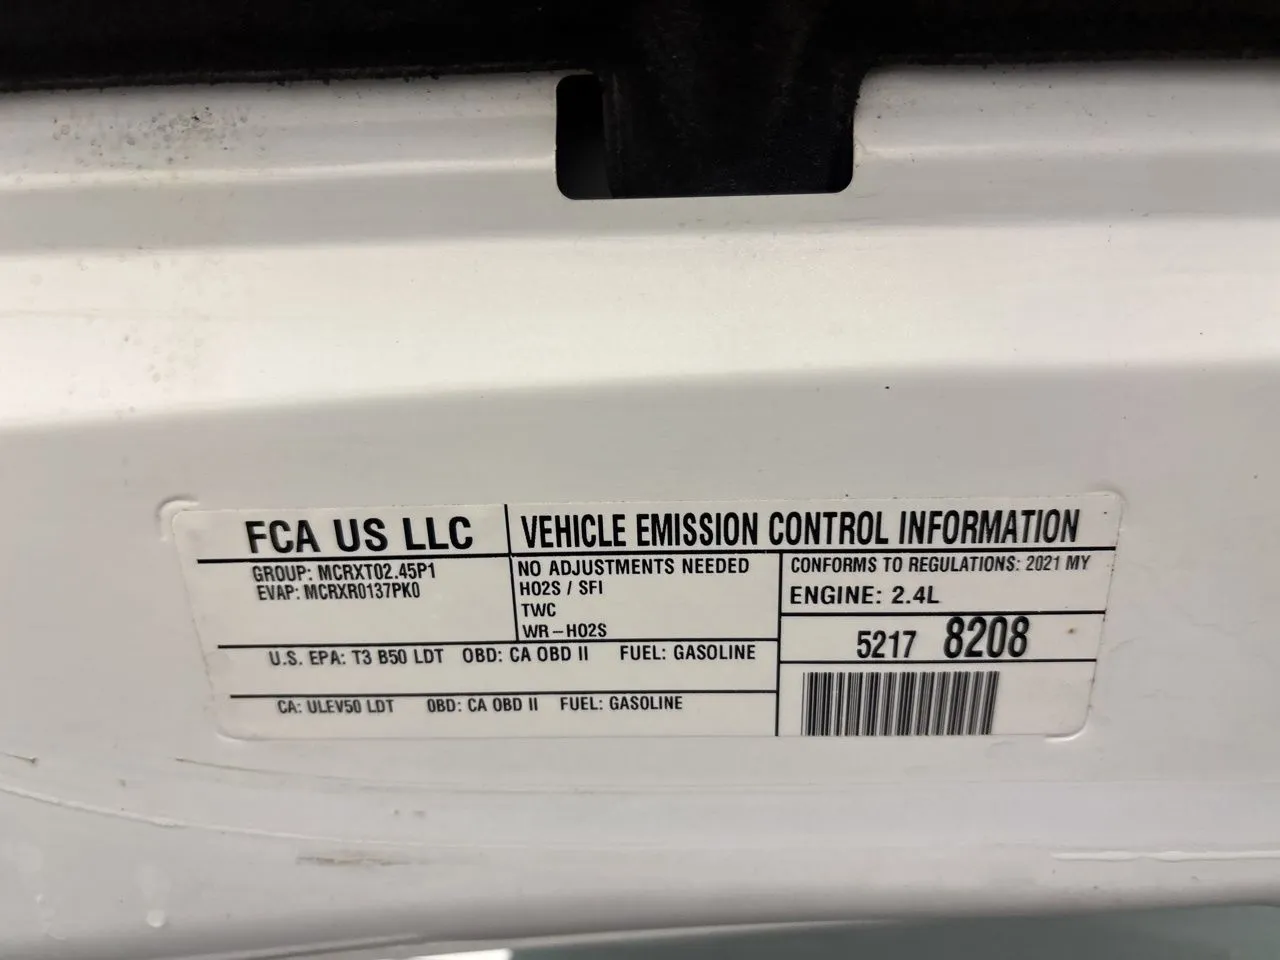 FCA US LLC
VEHICLE EMISSION CONTROL INFORMATION
GROUP: MCRXT02.45P1
EVAP: MCRXR0137PK0
NO ADJUSTMENTS NEEDED
HO2S / SFI
TWC
WR-HO2S
CONFORMS TO REGULATIONS: 2021 MY
ENGINE: 2.4L
5217 8208
U.S. EPA: T3 B50 LDT OBD: CA OBD II FUEL: GASOLINE
CA: ULEV50 LDT OBD: CA OBD II FUEL: GASOLINE